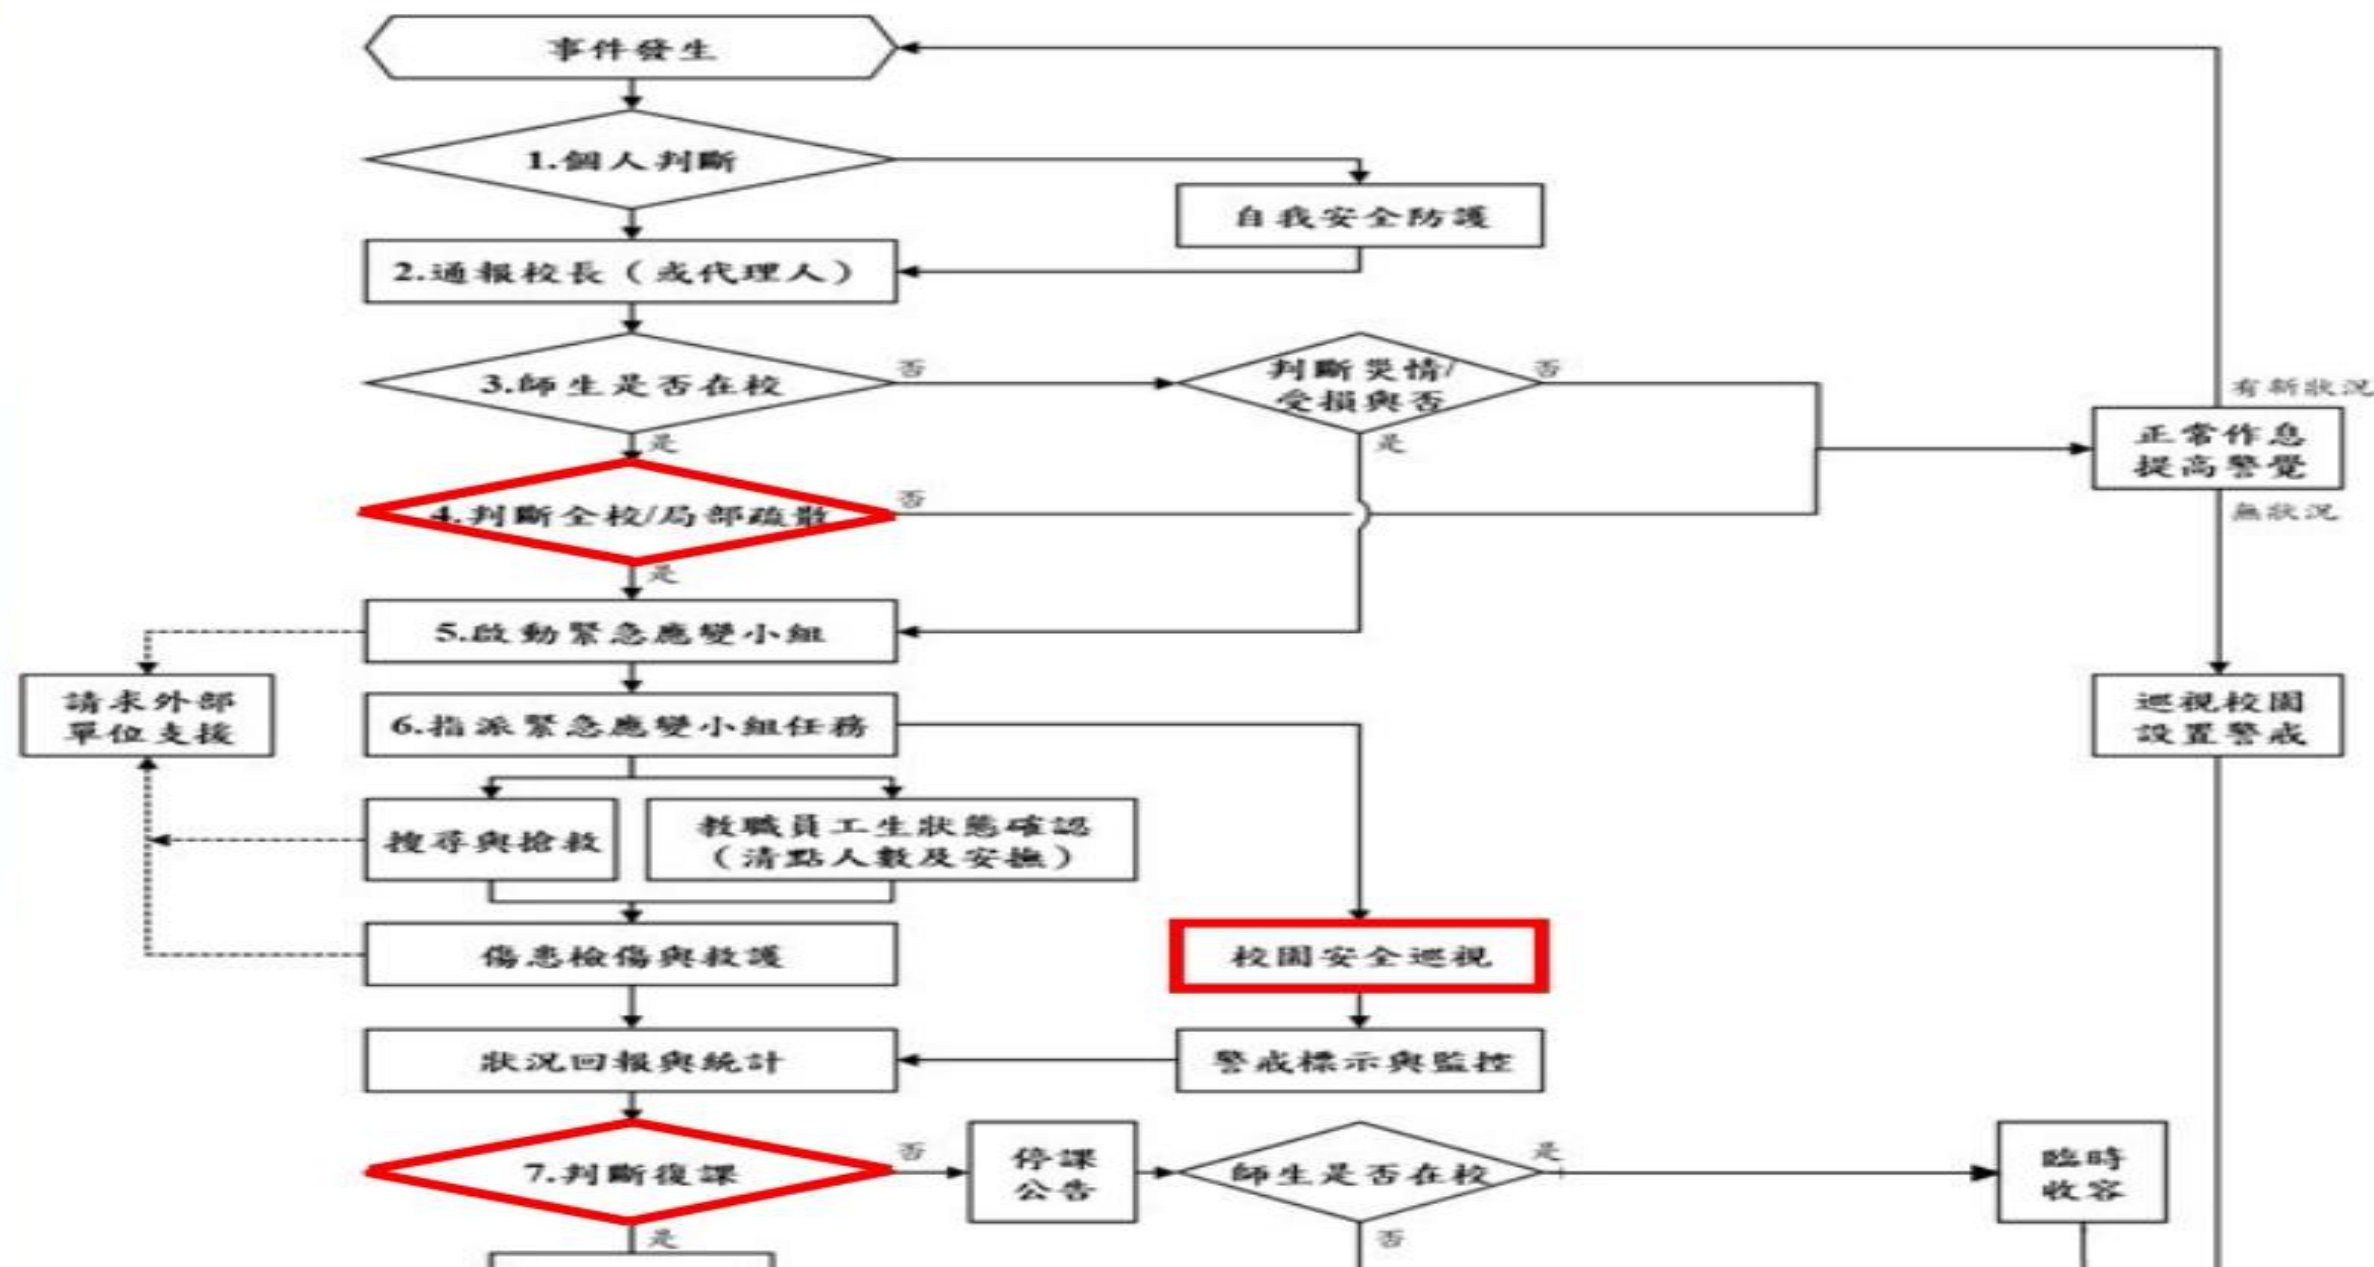 事件發生
1.個人判斷
自我安全防護
2.通報校長（或代理人）
3.師生是否在校
否
是
判斷災情/
受損與否
否
是
有新狀況
正常作息
提高警覺
無狀況
4.判斷全校/局部疏散
否
是
5.啟動緊急應變小組
請求外部
單位支援
6.指派緊急應變小組任務
巡視校園
設置警戒
搜尋與搶救
教職員工生狀態確認
（清點人數及安撫）
傷患檢傷與救護
校園安全巡視
狀況回報與統計
警戒標示與監控
7.判斷復課
否
是
停課
公告
師生是否在校
是
否
臨時
收容